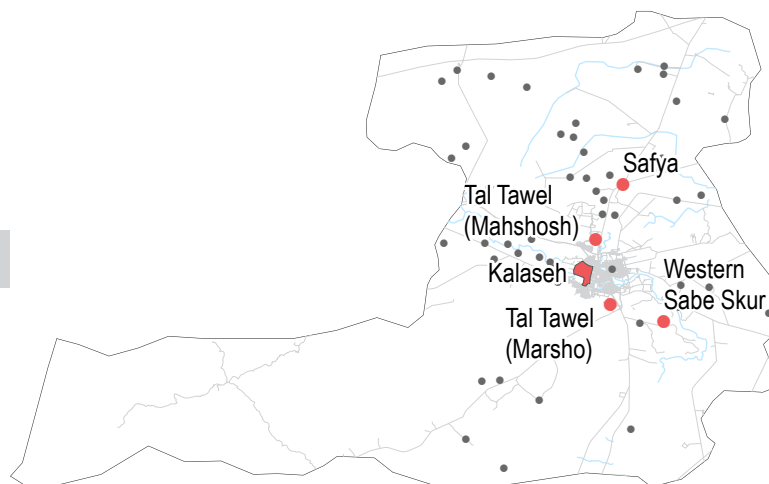 Safya
Tal Tawel
(Mahshosh)
Kalaseh
Western
Sabe Skur
Tal Tawel
(Marsho)